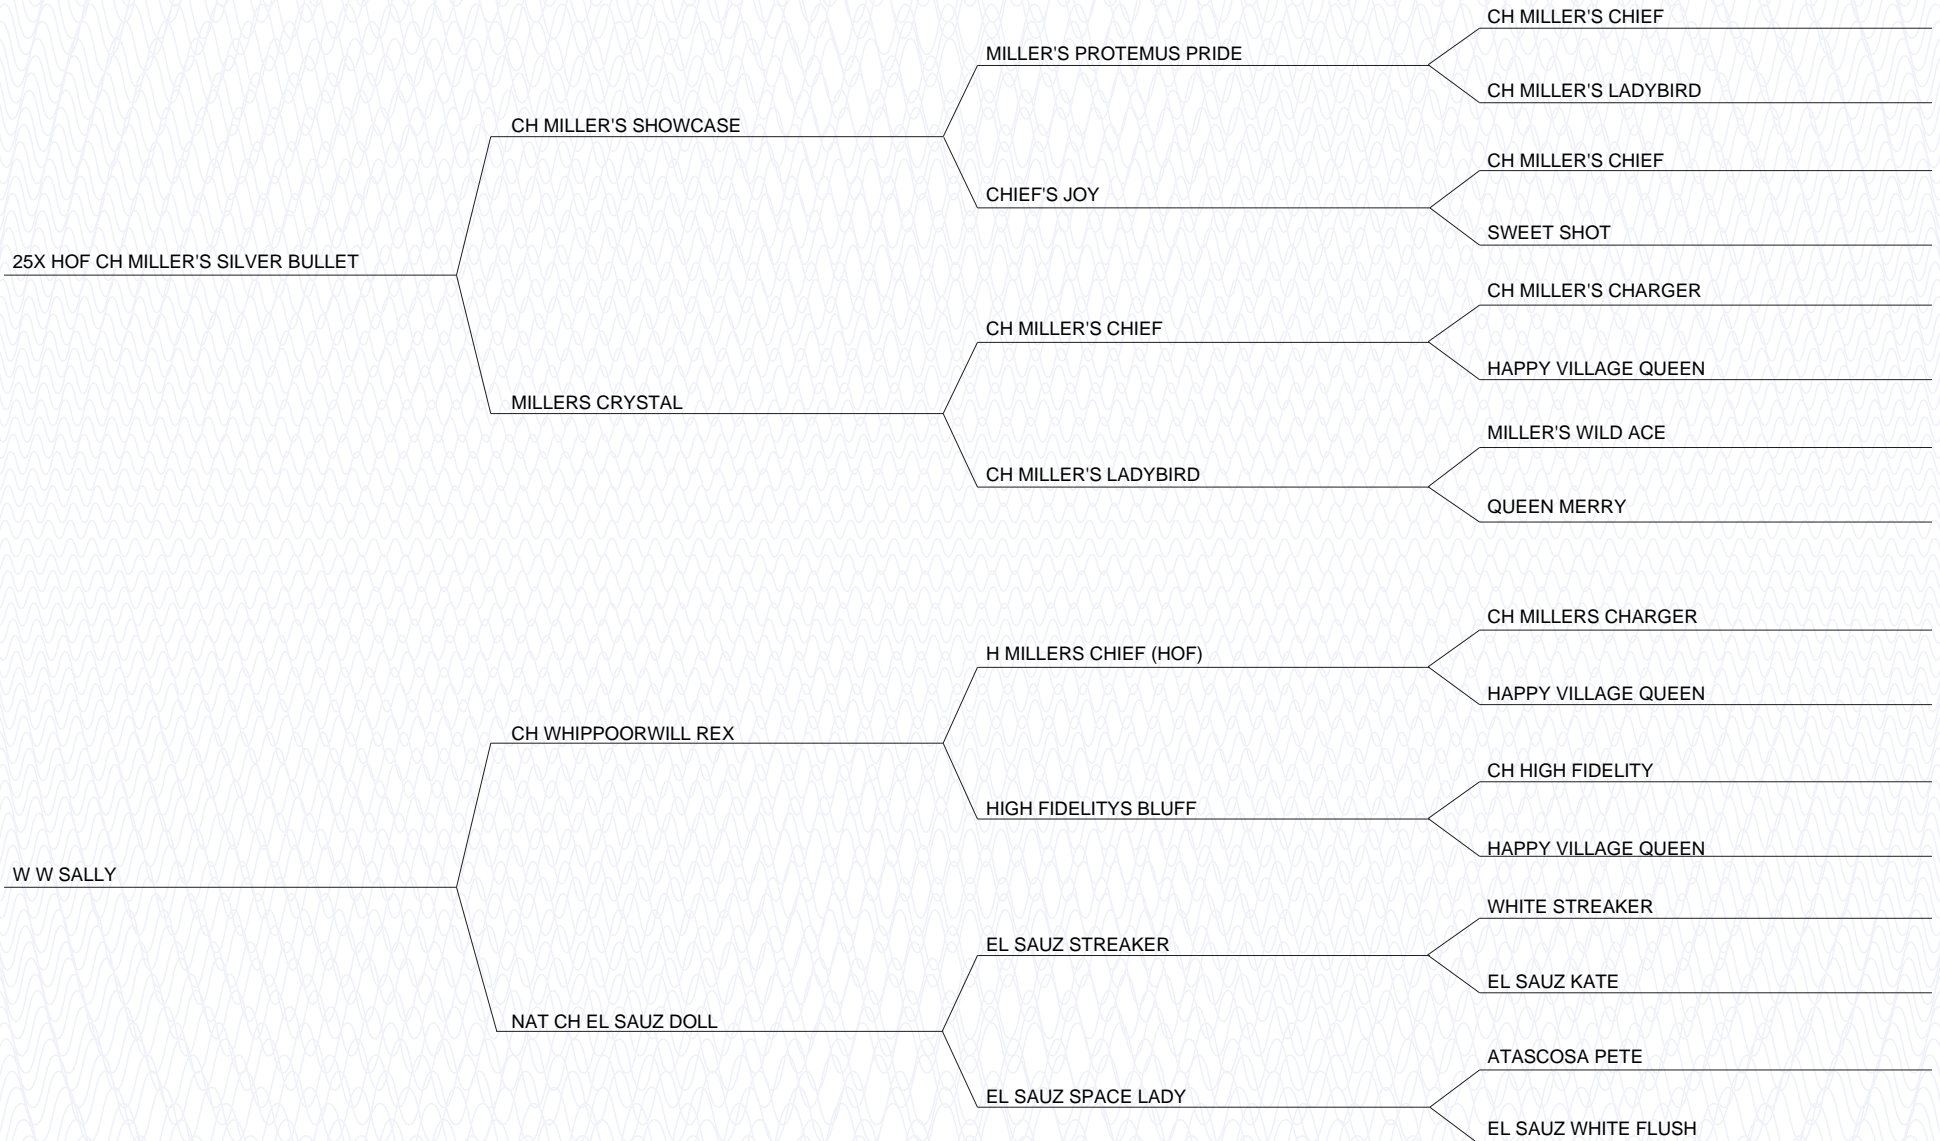 CH MILLER'S CHIEF
MILLER'S PROTEMUS PRIDE
CH MILLER'S LADYBIRD
CH MILLER'S SHOWCASE
CH MILLER'S CHIEF
CHIEF'S JOY
SWEET SHOT
25X HOF CH MILLER'S SILVER BULLET
CH MILLER'S CHARGER
CH MILLER'S CHIEF
HAPPY VILLAGE QUEEN
MILLERS CRYSTAL
MILLER'S WILD ACE
CH MILLER'S LADYBIRD
QUEEN MERRY
CH MILLERS CHARGER
H MILLERS CHIEF (HOF)
HAPPY VILLAGE QUEEN
CH WHIPPOORWILL REX
CH HIGH FIDELITY
HIGH FIDELITYS BLUFF
HAPPY VILLAGE QUEEN
W W SALLY
WHITE STREAKER
EL SAUZ STREAKER
EL SAUZ KATE
NAT CH EL SAUZ DOLL
ATASCOSA PETE
EL SAUZ SPACE LADY
EL SAUZ WHITE FLUSH